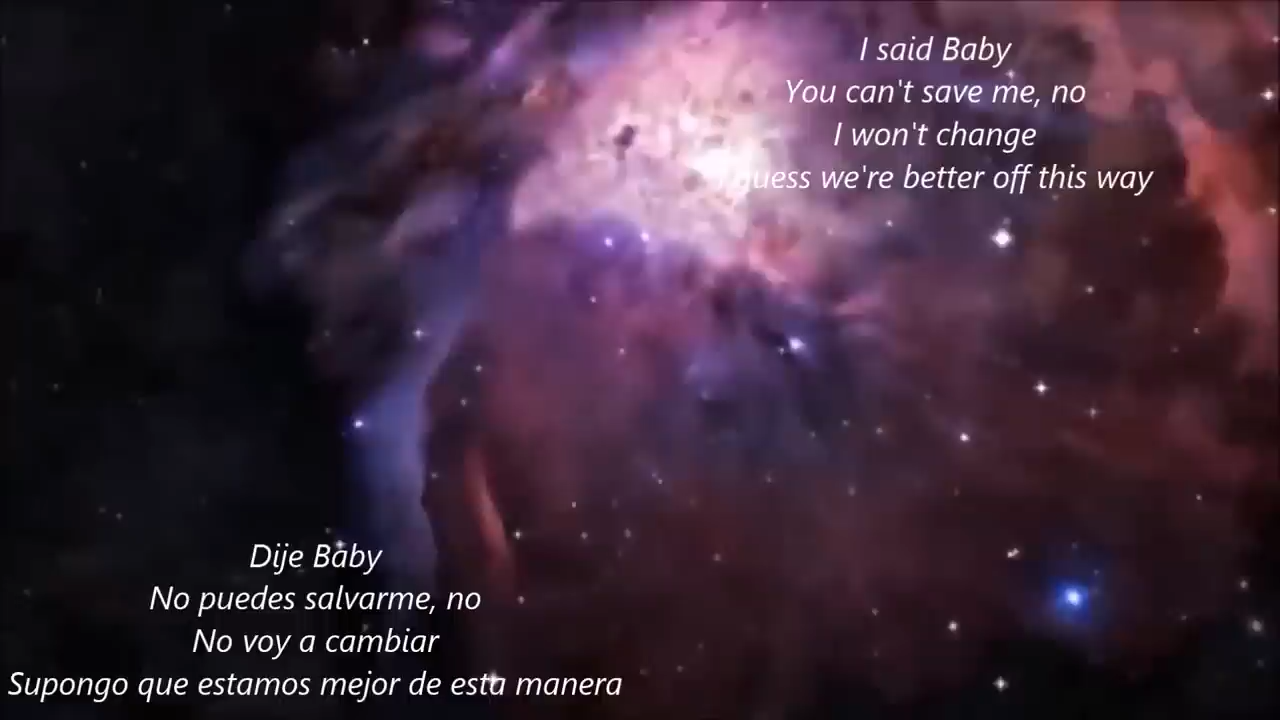 I said Baby
You can't save me, no
I won't change
I guess we're better off this way
Dije Baby
No puedes salvarme, no
No voy a cambiar
Supongo que estamos mejor de esta manera